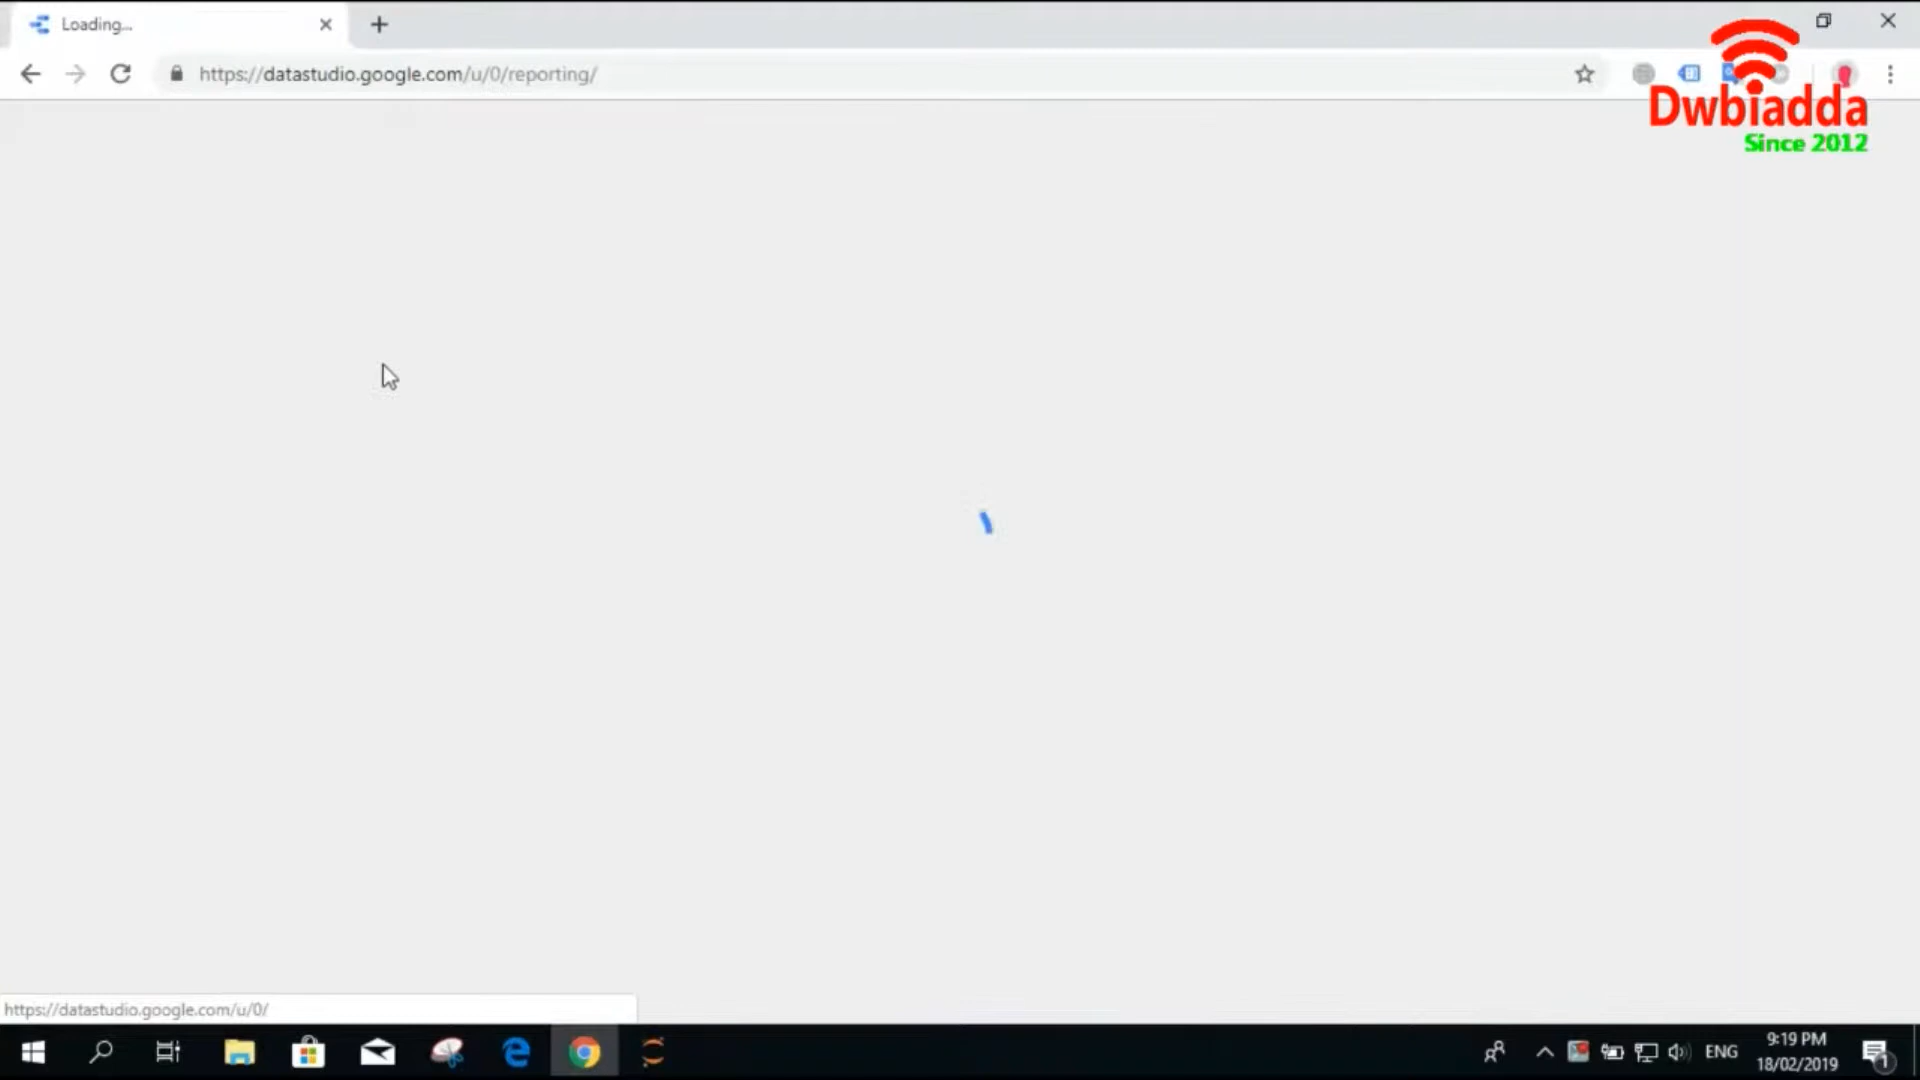 Loading...
https://datastudio.google.com/u/0/reporting/
Dwbiadda
Since 2012
https://datastudio.google.com/u/0/
ENG
9:19 PM
18/02/2019
1